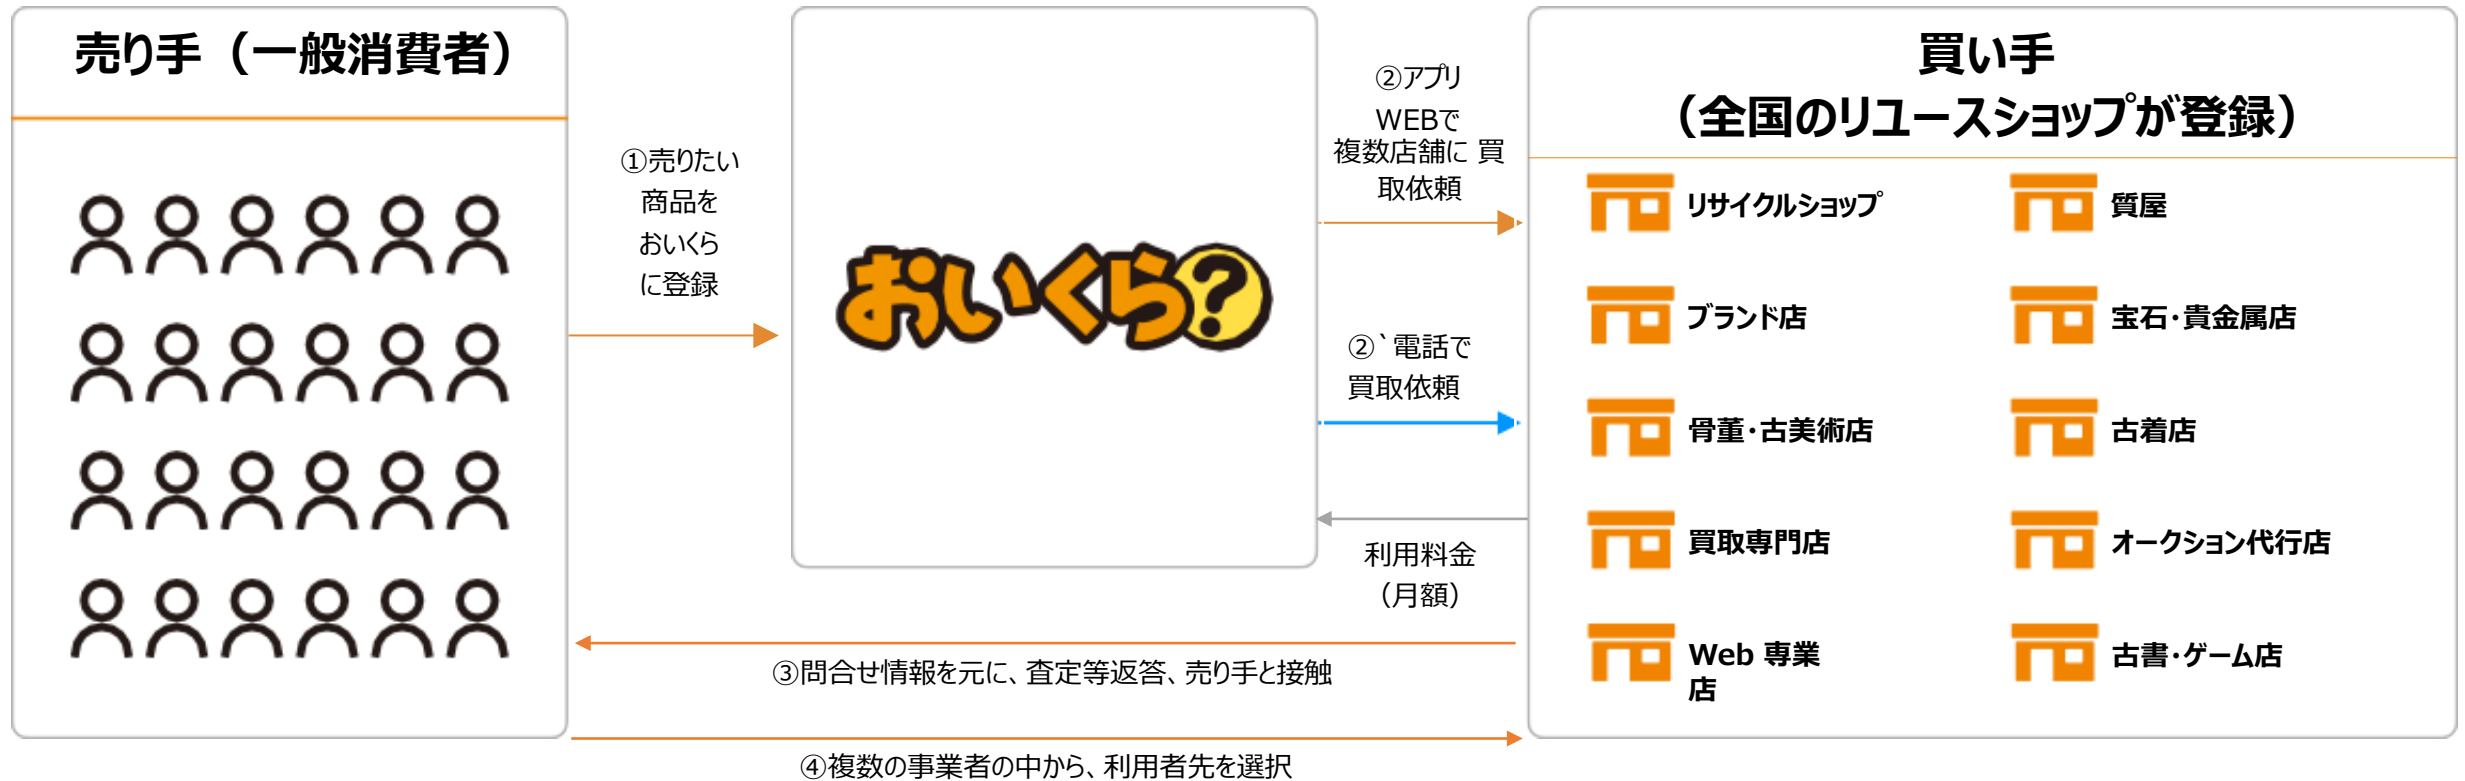 売り手（一般消費者）
①売りたい
商品を
おいくら
に登録
おいくら?
②アプリ
WEBで
複数店舗に 買
取依頼
②`電話で
買取依頼
利用料金
（月額）
③問合せ情報を元に、査定等返答、売り手と接触
④複数の事業者の中から、利用者先を選択
買い手
（全国のリユースショップが登録）
リサイクルショップ
質屋
ブランド店
宝石・貴金属店
骨董・古美術店
古着店
買取専門店
オークション代行店
Web 専業
店
古書・ゲーム店